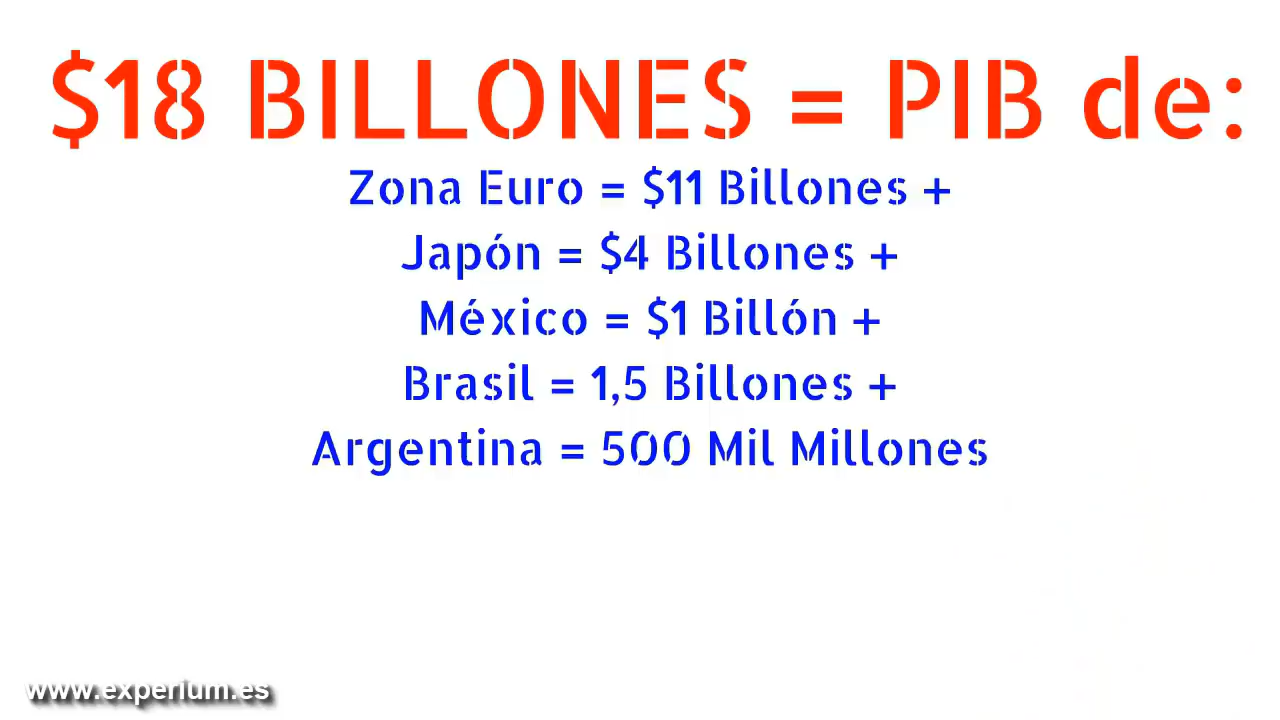 $18 BILLONES = PIB de:
Zona Euro = $11 Billones +
Japón = $4 Billones +
México = $1 Billón +
Brasil = 1,5 Billones +
Argentina = 500 Mil Millones
www.experium.es